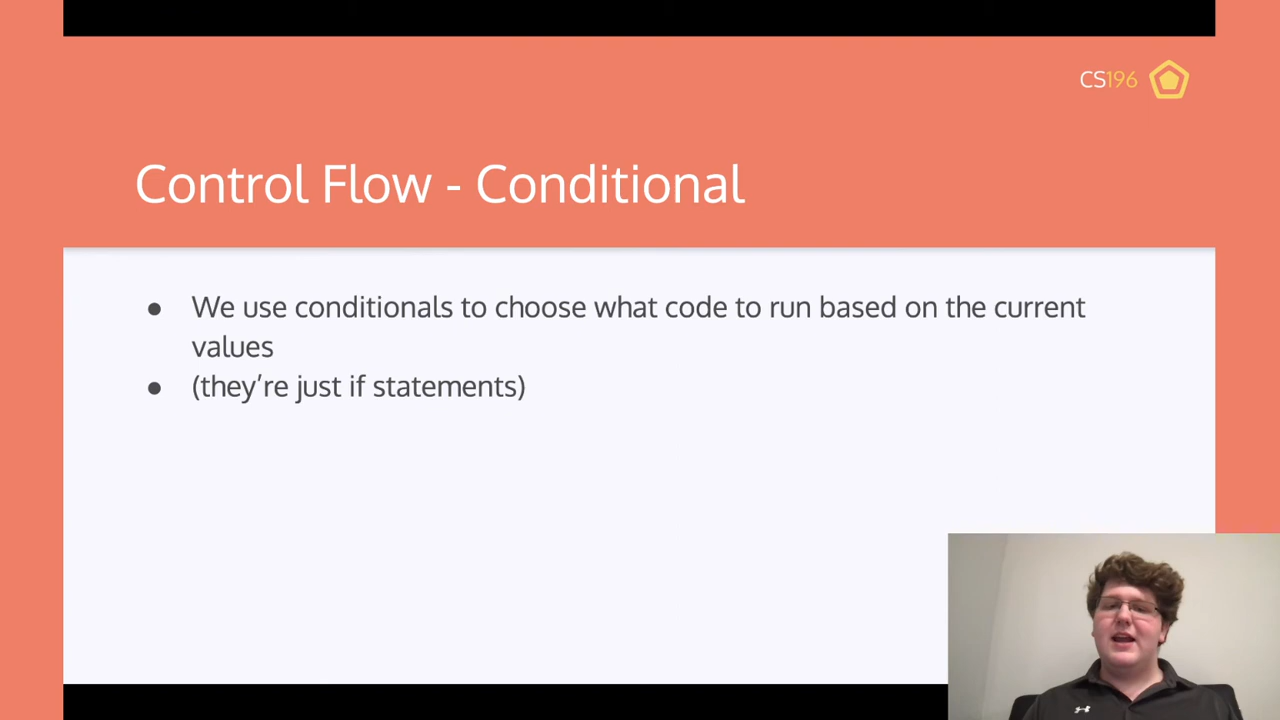 CS196
Control Flow - Conditional
● We use conditionals to choose what code to run based on the current
values
● (they’re just if statements)